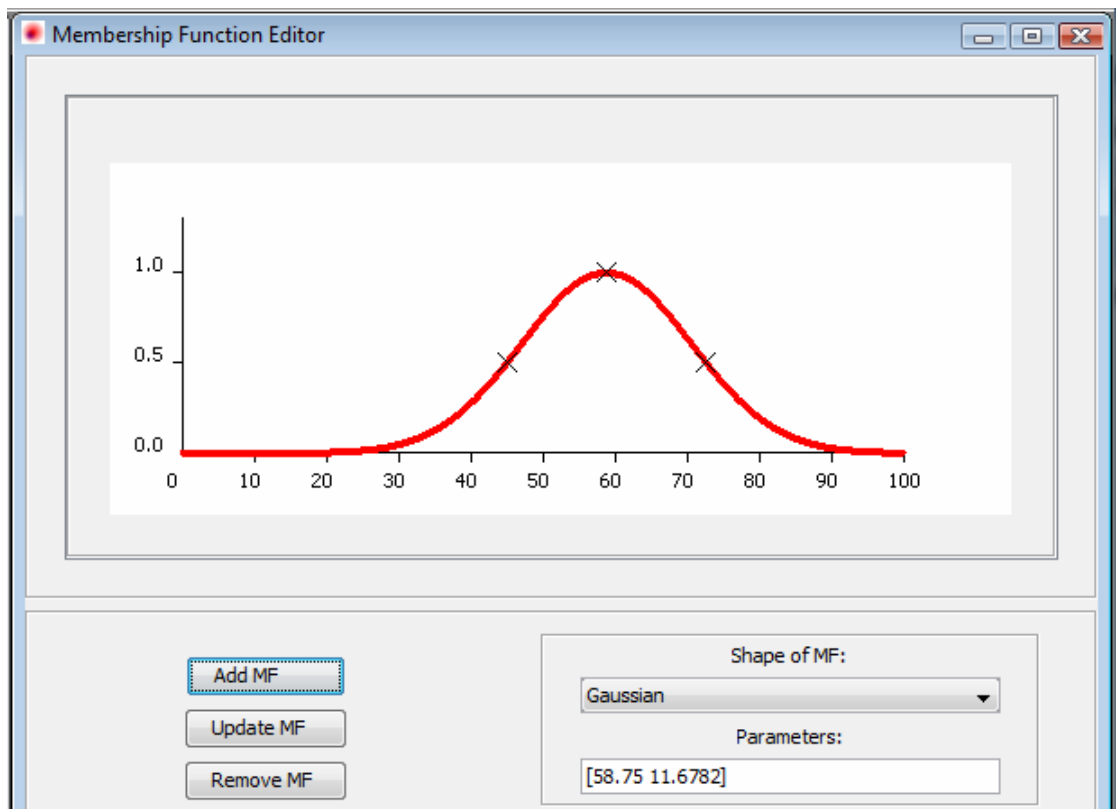 Membership Function Editor
1.0
0.5
0.0
0 10 20 30 40 50 60 70 80 90 100
Add MF
Update MF
Remove MF
Shape of MF:
Gaussian
Parameters:
[58.75 11.6782]